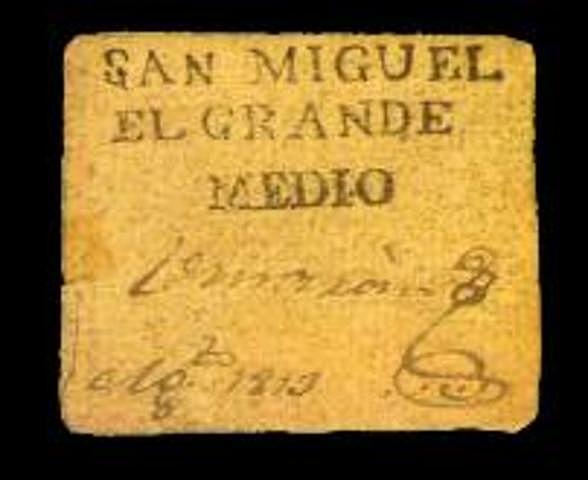 SAN MIGUEL
EL GRANDE
MEDIO
1813